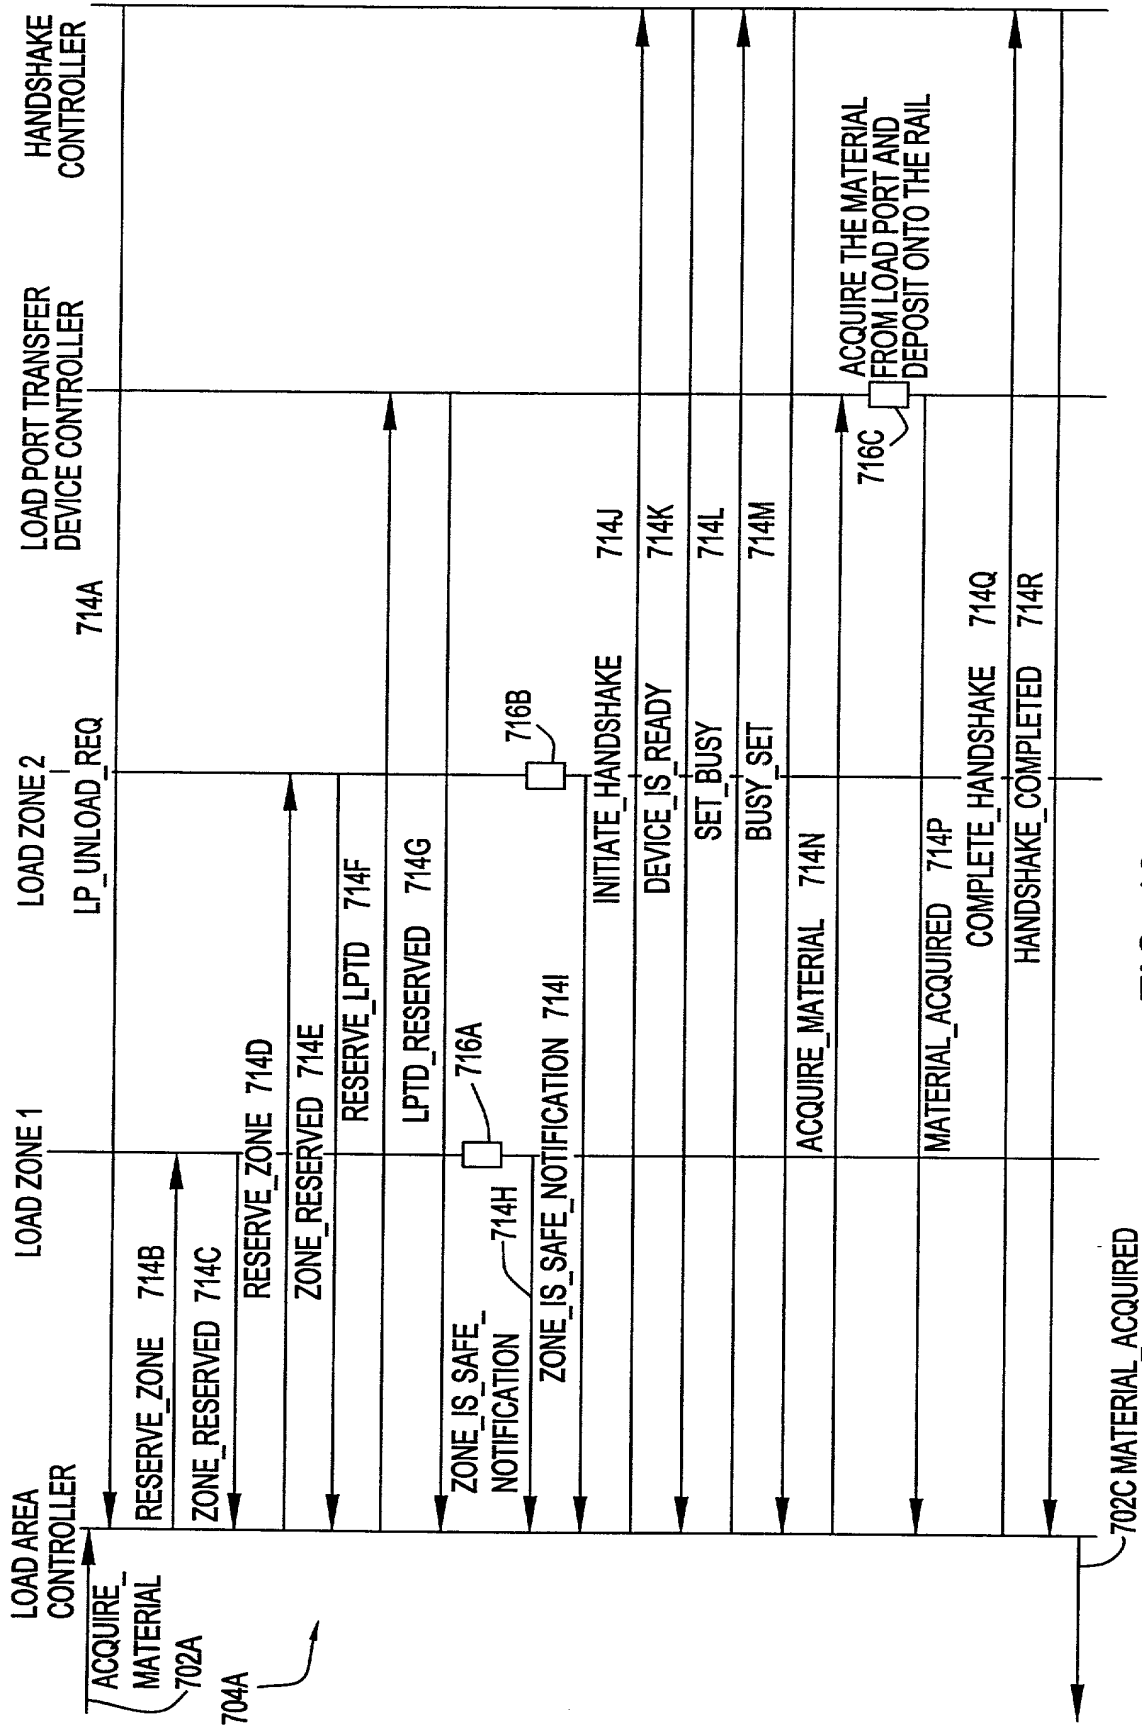 LOAD AREA
CONTROLLER
LOAD ZONE 1
LOAD ZONE 2
LOAD PORT TRANSFER
DEVICE CONTROLLER
HANDSHAKE
CONTROLLER
ACQUIRE_
MATERIAL
702A
704A
LP_UNLOAD_REQ 714A
RESERVE_ZONE 714B
ZONE_RESERVED 714C
RESERVE_ZONE 714D
ZONE_RESERVED 714E
RESERVE_LPTD 714F
LPTD_RESERVED 714G
716A
ZONE_IS_SAFE_
NOTIFICATION
714H
716B
ZONE_IS_SAFE_NOTIFICATION 714I
INITIATE_HANDSHAKE 714J
DEVICE_IS_READY 714K
SET_BUSY 714L
BUSY_SET 714M
ACQUIRE_MATERIAL 714N
716C
ACQUIRE THE MATERIAL
FROM LOAD PORT AND
DEPOSIT ONTO THE RAIL
MATERIAL_ACQUIRED 714P
COMPLETE_HANDSHAKE 714Q
HANDSHAKE_COMPLETED 714R
702C MATERIAL_ACQUIRED